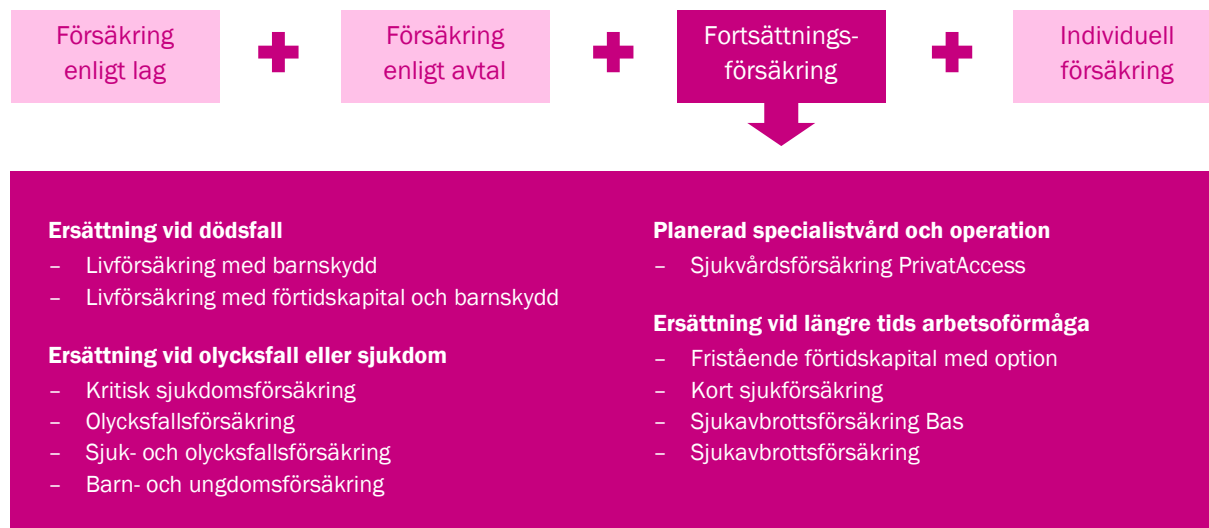 Försäkring
enligt lag
Försäkring
enligt avtal
Fortsättnings-
försäkring
Individuell
försäkring
Ersättning vid dödsfall
– Livförsäkring med barnskydd
– Livförsäkring med förtidskapital och barnskydd
Ersättning vid olycksfall eller sjukdom
– Kritisk sjukdomsförsäkring
– Olycksfallsförsäkring
– Sjuk- och olycksfallsförsäkring
– Barn- och ungdomsförsäkring
Planerad specialistvård och operation
– Sjukvårdsförsäkring PrivatAccess
Ersättning vid längre tids arbetsoförmåga
– Fristående förtidskapital med option
– Kort sjukförsäkring
– Sjukavbrottsförsäkring Bas
– Sjukavbrottsförsäkring